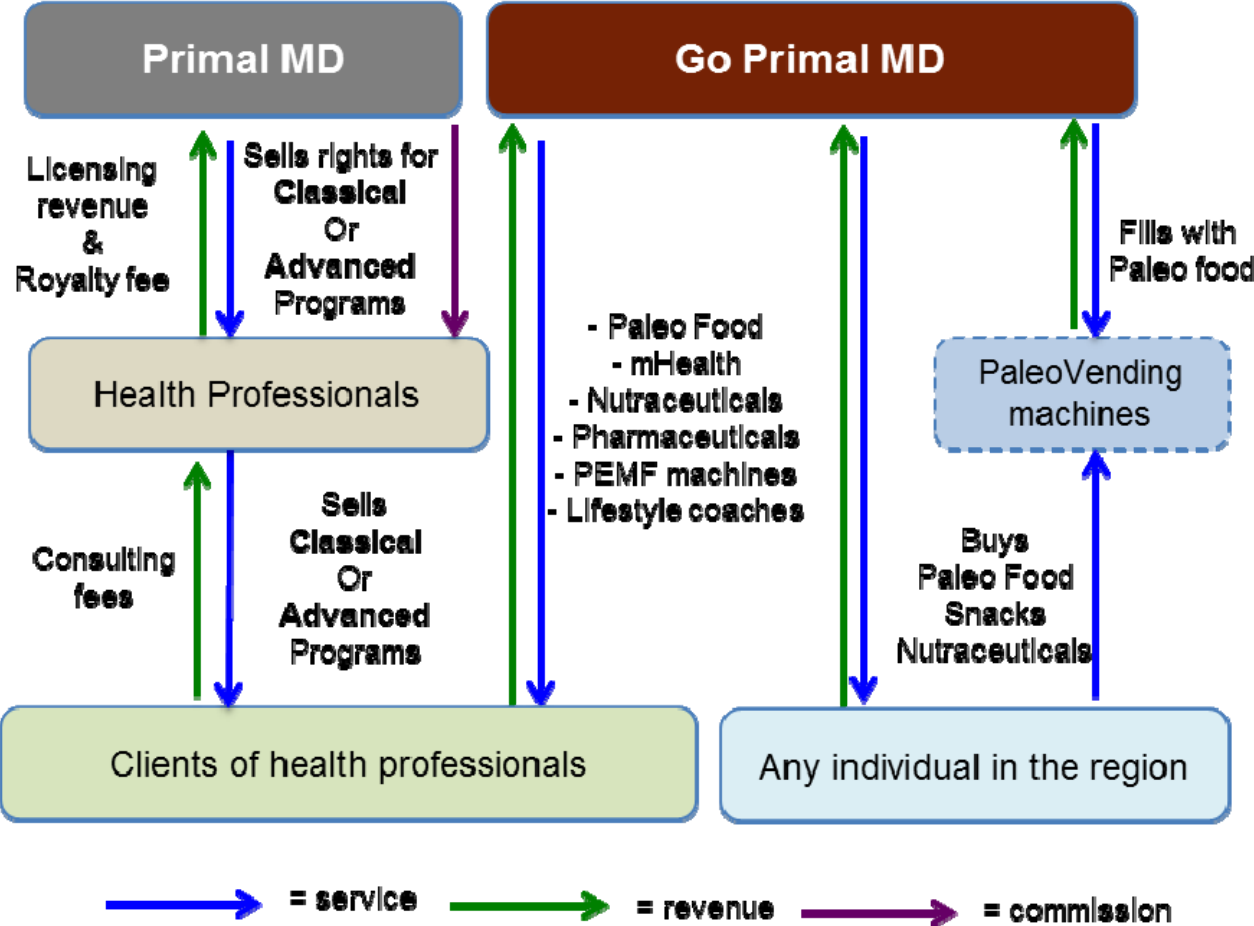 Primal MD
Go Primal MD
Licensing
revenue
&
Royalty fee
Sells rights for
Classical
Or
Advanced
Programs
Fills with
Paleo food
- Paleo Food
- mHealth
- Nutraceuticals
- Pharmaceuticals
- PEMF machines
- Lifestyle coaches
Health Professionals
PaleoVending
machines
Consulting
fees
Sells
Classical
Or
Advanced
Programs
Buys
Paleo Food
Snacks
Nutraceuticals
Clients of health professionals
Any individual in the region
= service
= revenue
= commission